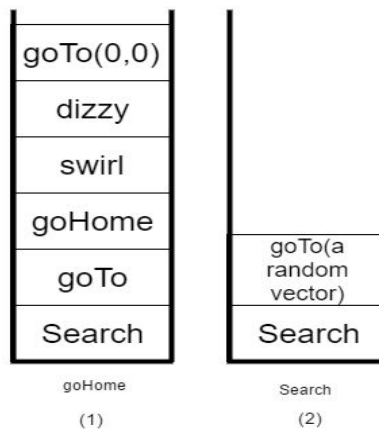 goTo(0,0)
dizzy
swirl
goHome
goTo
Search
goHome
(1)
goTo(a
random
vector)
Search
Search
(2)